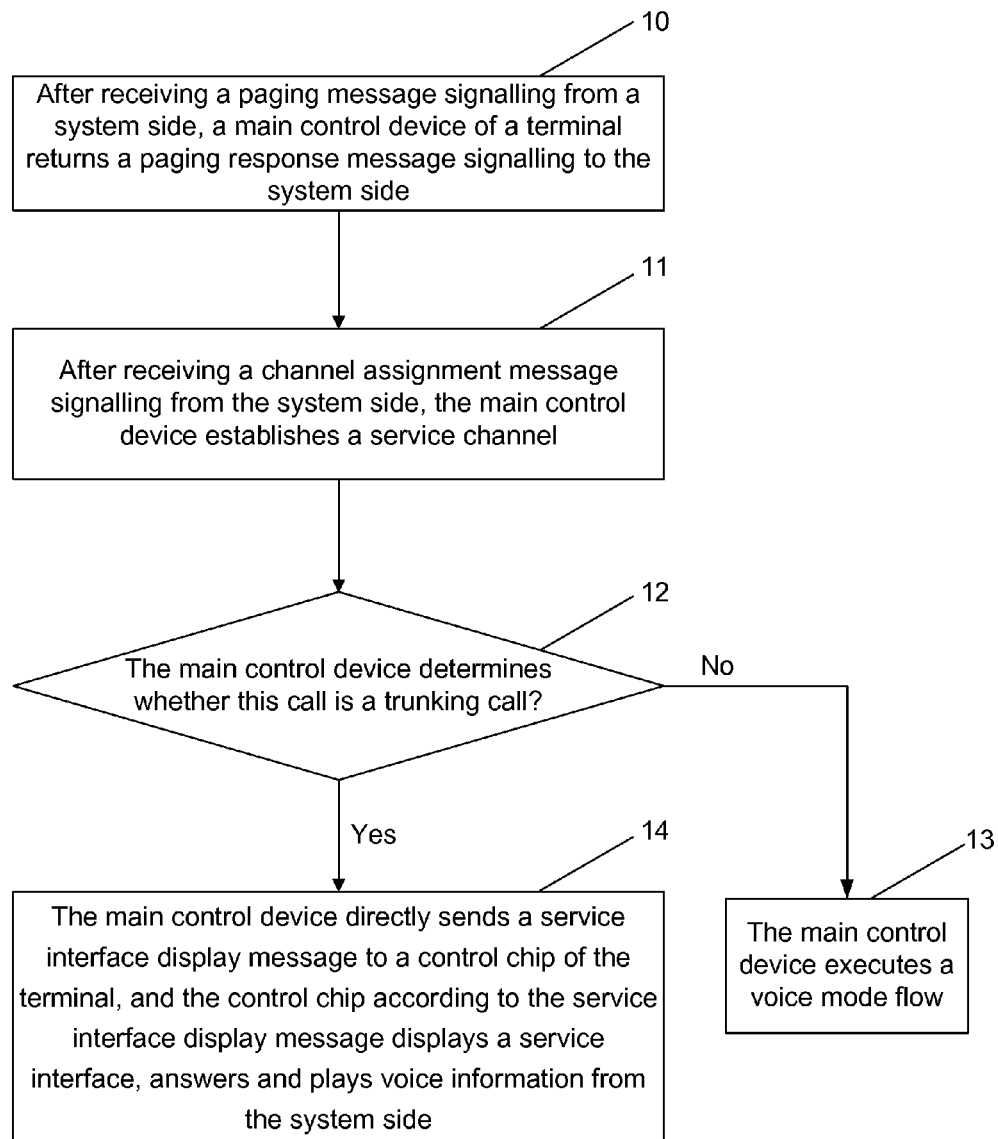 10
After receiving a paging message signalling from a
system side, a main control device of a terminal
returns a paging response message signalling to the
system side
11
After receiving a channel assignment message
signalling from the system side, the main control
device establishes a service channel
12
The main control device determines
whether this call is a trunking call?
No
Yes
14
13
The main control device directly sends a service
interface display message to a control chip of the
terminal, and the control chip according to the service
interface display message displays a service
interface, answers and plays voice information from
the system side
The main control
device executes a
voice mode flow